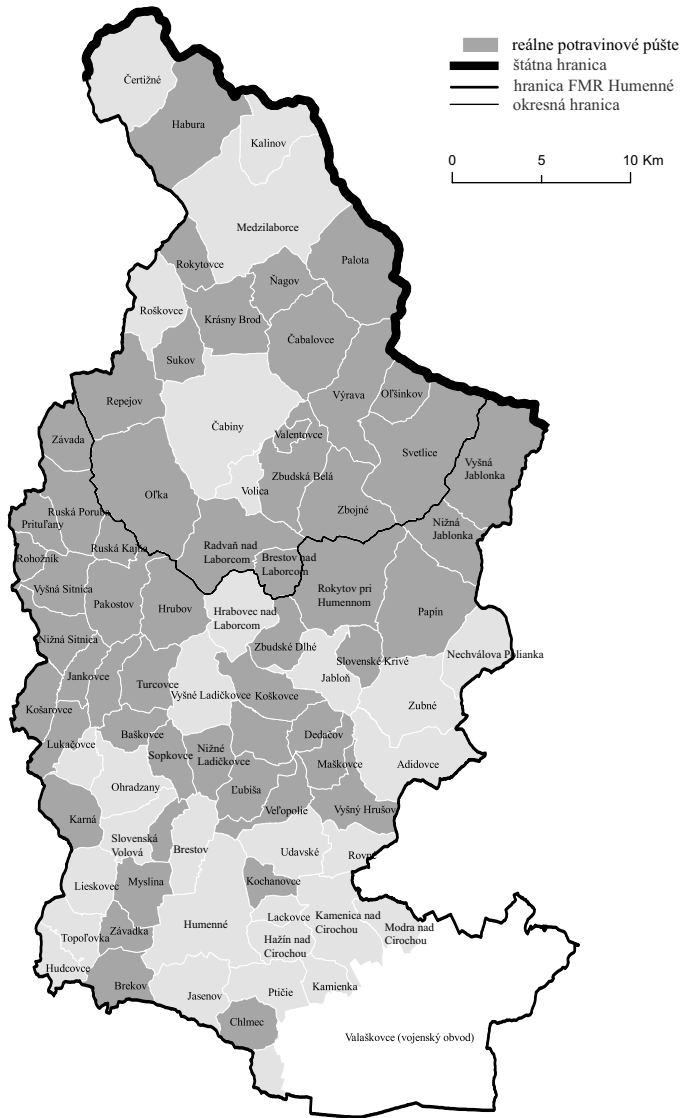 reálne potravinové púšte
štátna hranica
hranica FMR Humenné
okresná hranica
0 5 10 Km
Čertižné
Habura
Kalinov
Medzilaborce
Rokytovce
Palota
Ňagov
Roškovce
Krásny Brod
Čabalovce
Sukov
Repejov
Výrava
Oľšinkov
Čabiny
Valentovce
Závada
Svetlice
Vyšná
Jablonka
Zbudská Belá
Volica
Oľka
Zbojné
Ruská Poruba
Prituľany
Nižná
Jablonka
Ruská Kajňa
Radvaň nad
Laborcom
Brestov nad
Laborcom
Rohožník
Vyšná Sitnica
Pakostov
Hrubov
Rokytov pri
Humennom
Hrabovec nad
Laborcom
Papín
Nižná Sitnica
Zbudské Dlhé
Slovenské Krivé
Nechválova Polianka
Jankovce
Turcovce
Jabloň
Vyšné Ladičkovce
Koškovce
Košarovce
Zubné
Baškovce
Dedačov
Lukačovce
Sopkovce
Nižné
Ladičkovce
Maškovce
Adidovce
Ohradzany
Ľubiša
Veľopolie
Vyšný Hrušov
Karná
Slovenská
Volová
Brestov
Udavské
Rovné
Lieskovec
Myslina
Kochanovce
Humenné
Lackovce
Kamenica nad
Cirochou
Modra nad
Cirochou
Závadka
Topoľovka
Hažín nad
Cirochou
Hudcovce
Brekov
Jasenov
Ptičie
Kamienka
Chlmec
Valaškovce (vojenský obvod)